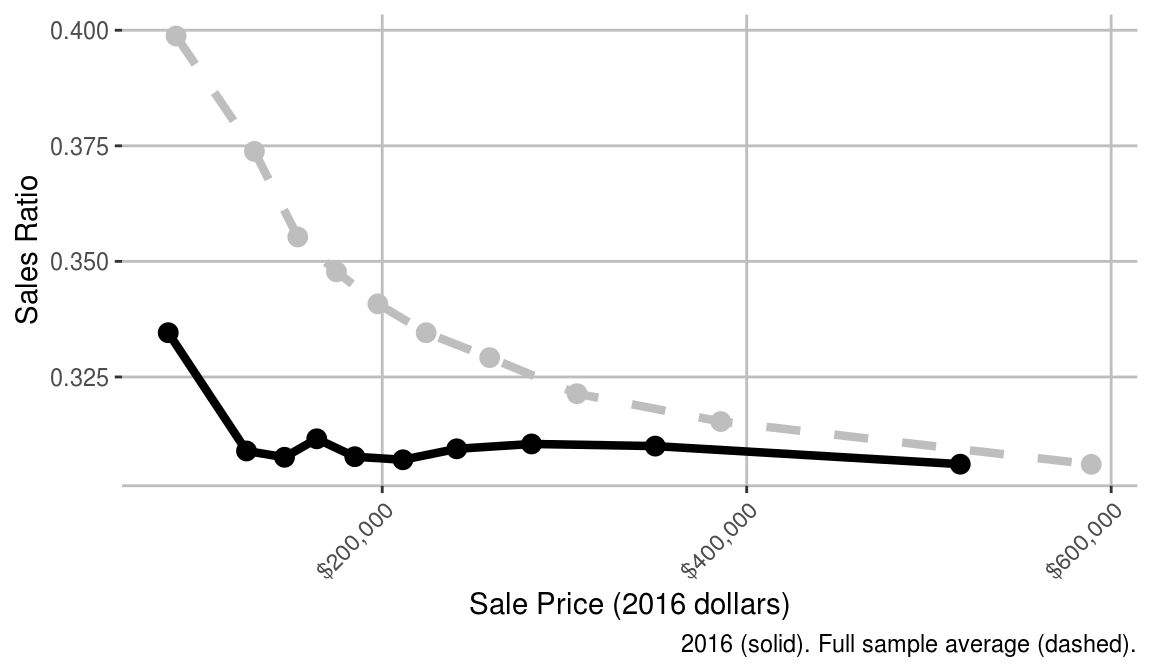 0.400
0.375
0.350
0.325
Sales Ratio
$200,000
$400,000
$600,000
Sale Price (2016 dollars)
2016 (solid). Full sample average (dashed).